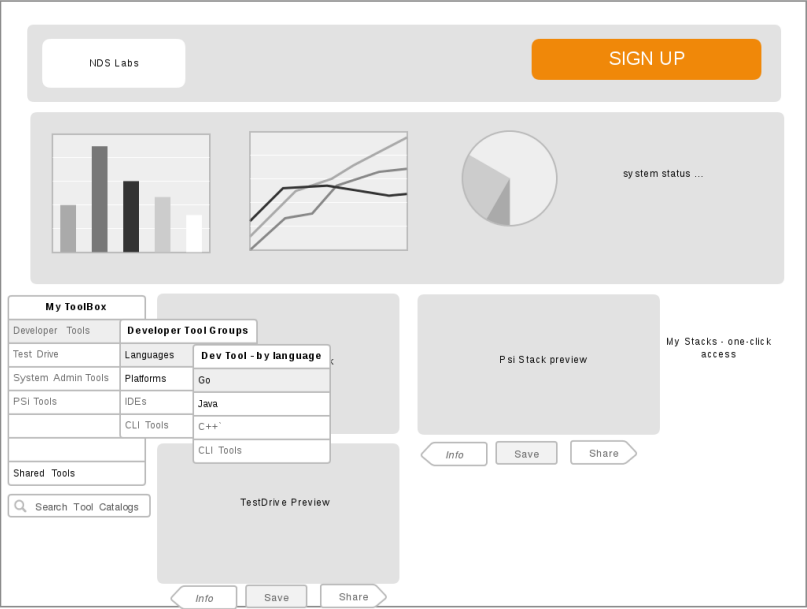 NDS Labs
SIGN UP
system status ...
My ToolBox
Developer Tools
Test Drive
System Admin Tools
PSi Tools
Shared Tools
Search Tool Catalogs
Developer Tool Groups
Languages
Platforms
IDEs
CLI Tools
Dev Tool - by language
Go
Java
C++`
CLI Tools
Psi Stack preview
My Stacks - one-click
access
Info
Save
Share
TestDrive Preview
Info
Save
Share